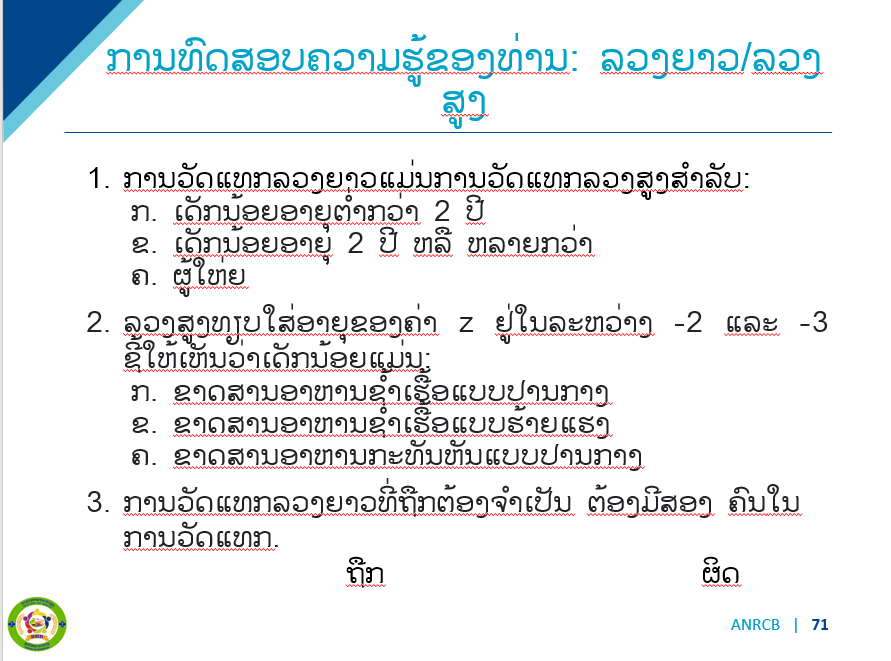 ການທົດສອບຄວາມຮູ້ຂອງທ່ານ: ລວງຍາວ/ລວງ
ສູງ
1. ການວັດແທກລວງຍາວແມ່ນການວັດແທກລວງສູງສຳລັບ:
ກ. ເດັກນ້ອຍອາຍຸຕ່ຳກວ່າ 2 ປີ
ຂ. ເດັກນ້ອຍອາຍຸ 2 ປີ ຫລື ຫລາຍກວ່າ
ຄ. ຜູ້ໃຫ່ຍ
2. ລວງສູງທຽບໃສ່ອາຍຸຂອງຄ່າ z ຢູ່ໃນລະຫວ່າງ -2 ແລະ -3
ຊີ້ໃຫ້ເຫັນວ່າເດັກນ້ອຍແມ່ນ:
ກ. ຂາດສານອາຫານຊ້ຳເຮື້ອແບບປານກາງ
ຂ. ຂາດສານອາຫານຊ້ຳເຮື້ອແບບຮ້າຍແຮງ
ຄ. ຂາດສານອາຫານກະທັນຫັນແບບປານກາງ
3. ການວັດແທກລວງຍາວທີ່ຖືກຕ້ອງຈຳເປັນ ຕ້ອງມີສອງ ຄົນໃນ
ການວັດແທກ.
ຖືກ ຜິດ
ANRCB | 71